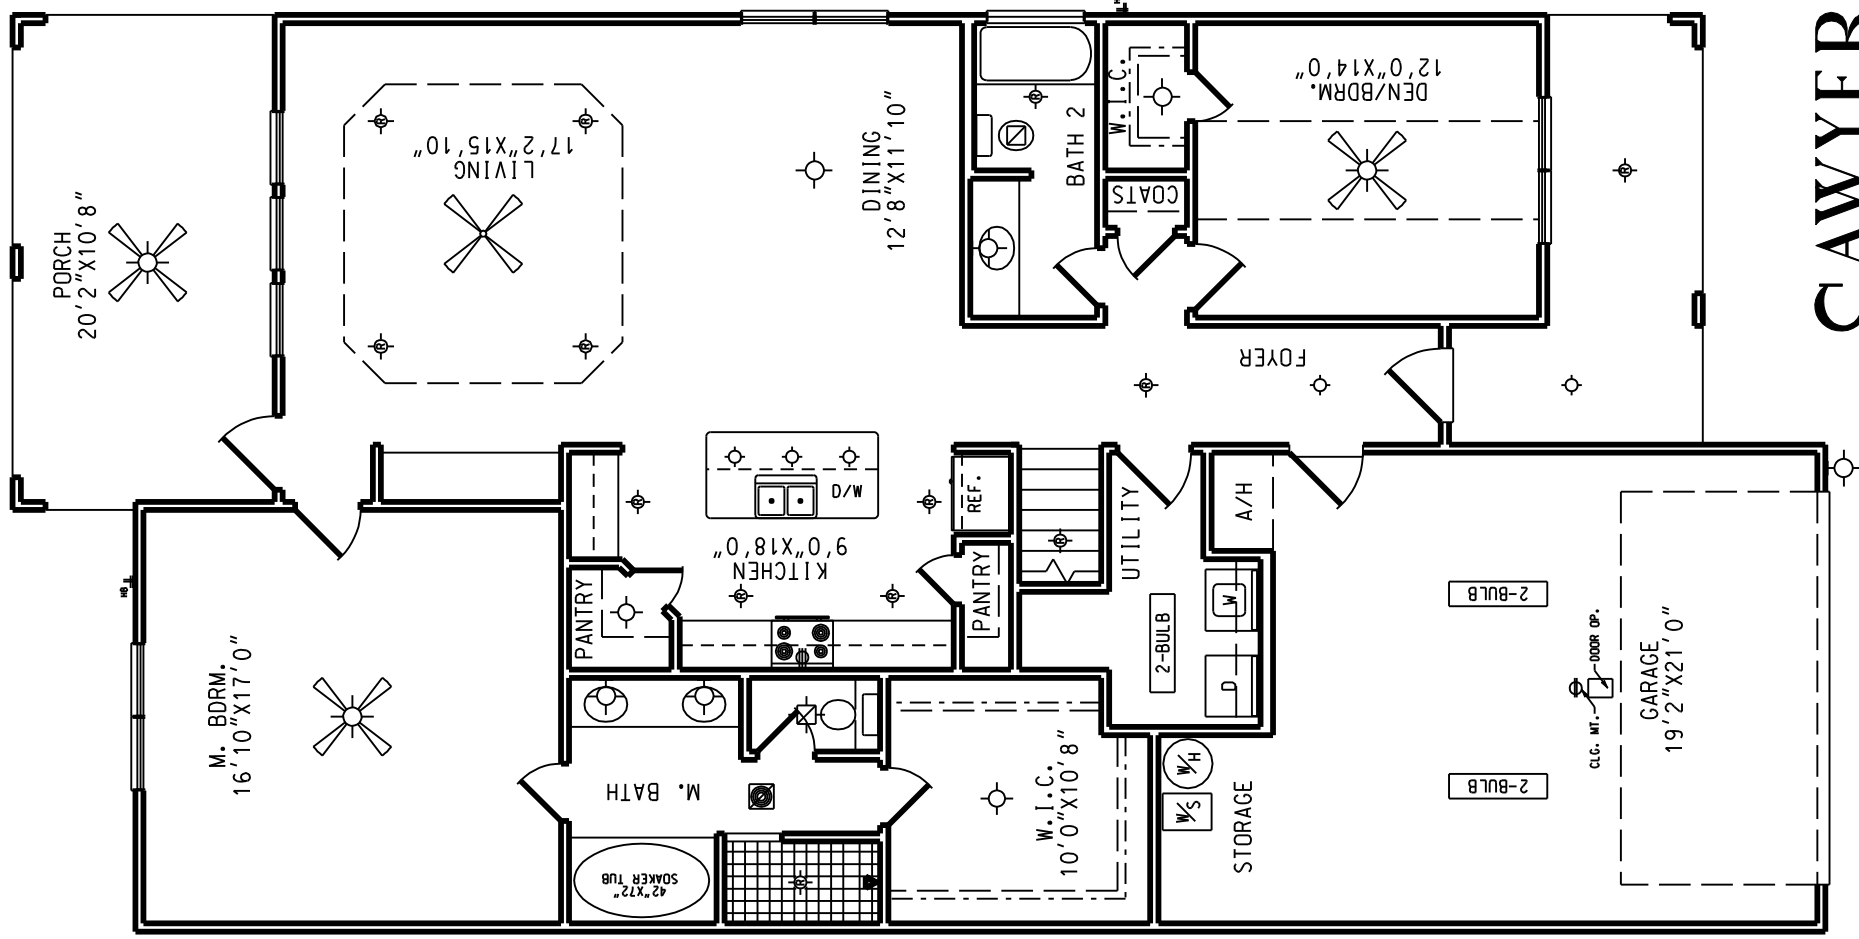 CAWYER
PORCH
20'2"X10'8"
LIVING
17'2"X15'10"
DINING
12'8"X11'10"
BATH 2
W.I.C.
COATS
DEN/BDRM.
12'0"X14'0"
FOYER
KITCHEN
9'0"X18'0"
D/W
REF.
PANTRY
PANTRY
UTILITY
A/H
2-BULB
W
D
M. BDRM.
16'10"X17'0"
M. BATH
42"X72"
SOAKER TUB
W.I.C.
10'0"X10'8"
W/H
W/S
STORAGE
2-BULB
2-BULB
CLG. MT.
DOOR OP.
GARAGE
19'2"X21'0"
HB
R
R
R
R
R
R
R
R
R
R
R
R
R
R